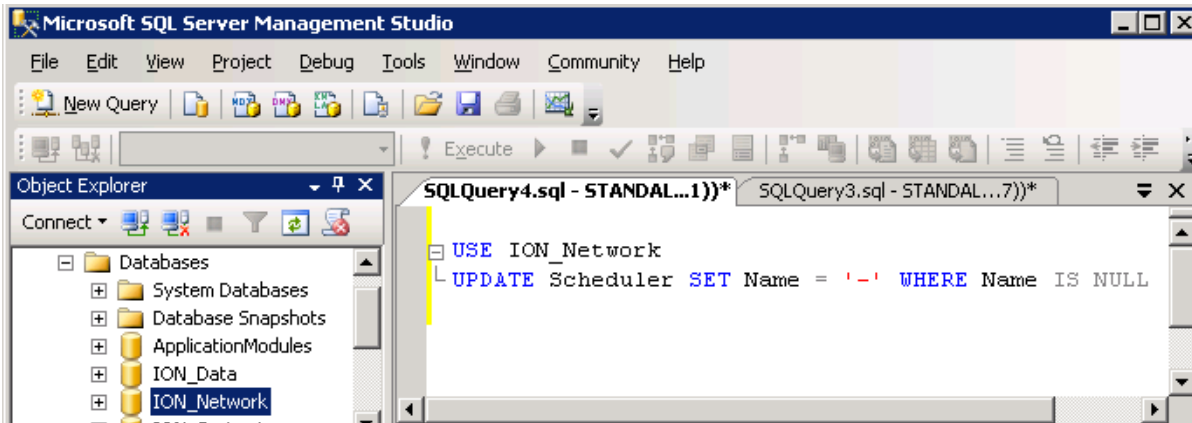 Microsoft SQL Server Management Studio
File Edit View Project Debug Tools Window Community Help
New Query
Execute
Object Explorer
SQLQuery4.sql - STANDAL...1))* SQLQuery3.sql - STANDAL...7))*
Connect
USE ION_Network
UPDATE Scheduler SET Name = '-' WHERE Name IS NULL
Databases
System Databases
Database Snapshots
ApplicationModules
ION_Data
ION_Network